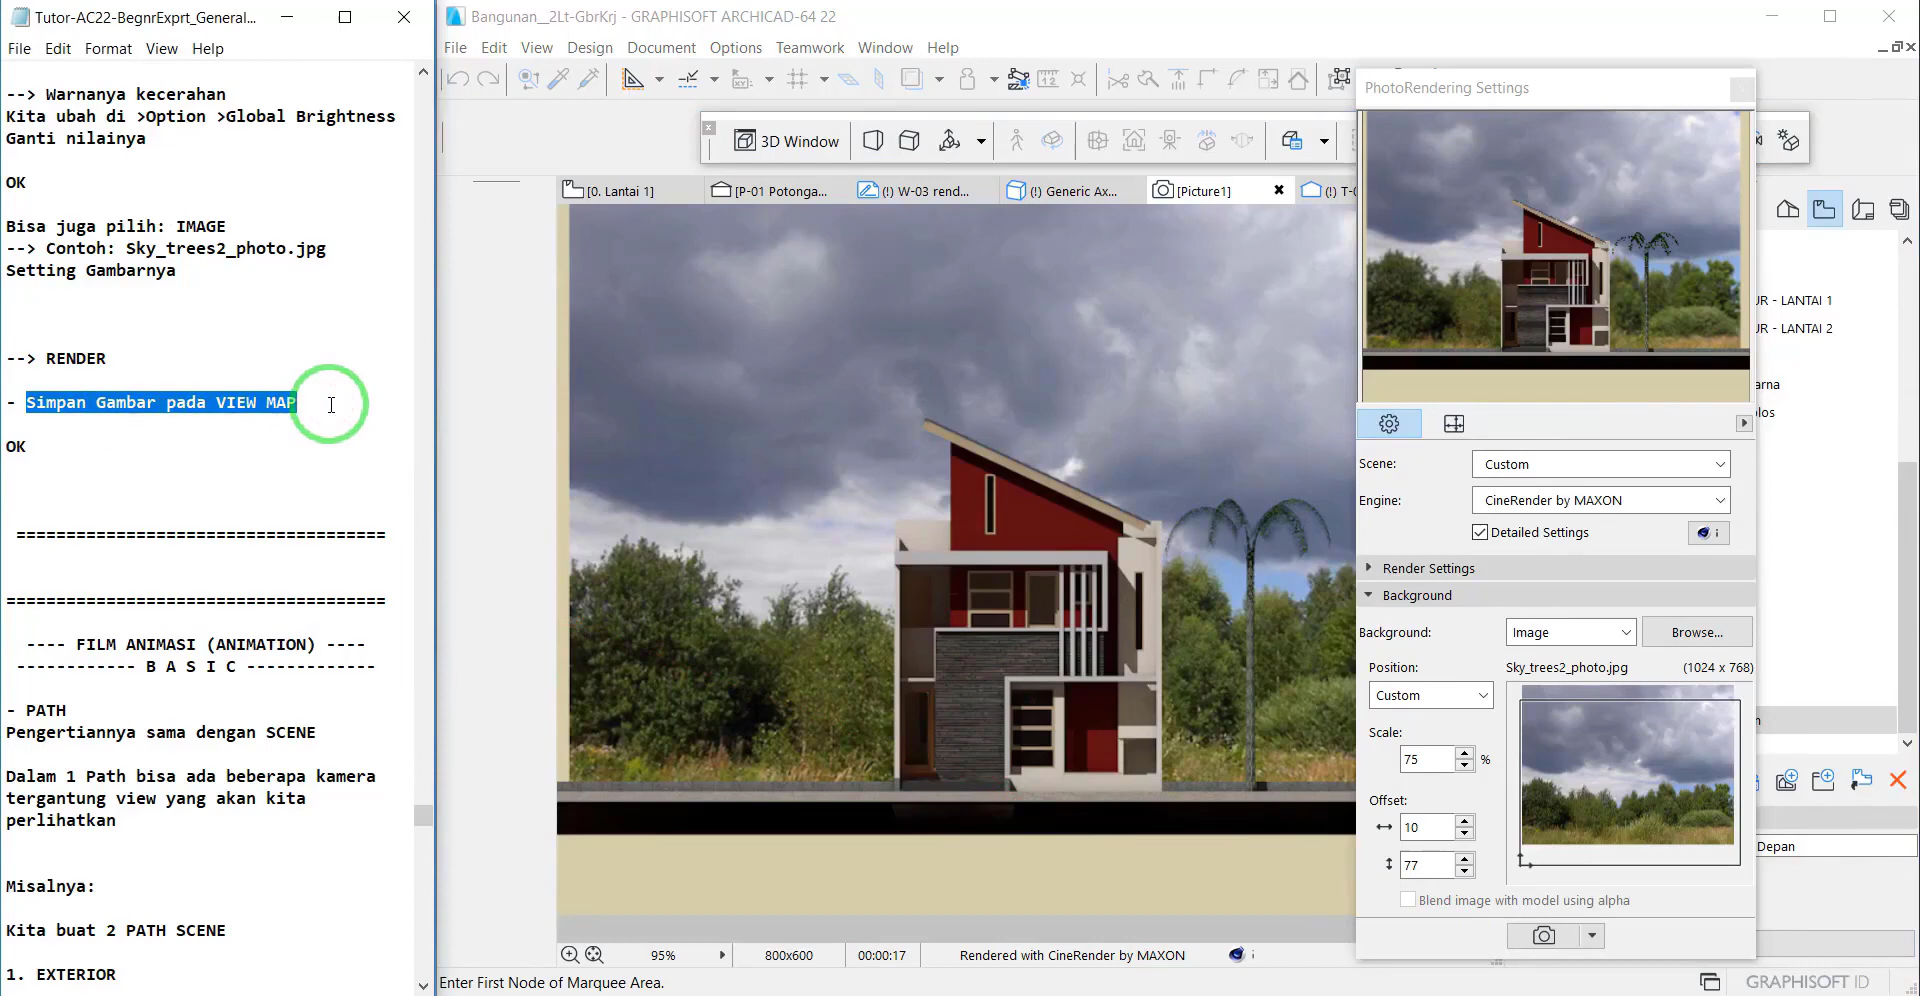 Tutor-AC22-BegnrExprt_General...
File Edit Format View Help
--> Warnanya kecerahan
Kita ubah di >Option >Global Brightness
Ganti nilainya
OK
Bisa juga pilih: IMAGE
--> Contoh: Sky_trees2_photo.jpg
Setting Gambarnya
--> RENDER
- Simpan Gambar pada VIEW MAP
OK
=====================================
======================================
---- FILM ANIMASI (ANIMATION) ----
------------ B A S I C -------------
- PATH
Pengertiannya sama dengan SCENE
Dalam 1 Path bisa ada beberapa kamera
tergantung view yang akan kita
perlihatkan
Misalnya:
Kita buat 2 PATH SCENE
1. EXTERIOR
Bangunan__2Lt-GbrKrj - GRAPHISOFT ARCHICAD-64 22
File Edit View Design Document Options Teamwork Window Help
3D Window
[0. Lantai 1]
[P-01 Potonga...
(!) W-03 rend...
(!) Generic Ax...
[Picture1]
(!) T-0
95%
800x600
00:00:17
Rendered with CineRender by MAXON
i
Enter First Node of Marquee Area.
PhotoRendering Settings
Scene:
Custom
Engine:
CineRender by MAXON
Detailed Settings
i
Render Settings
Background
Background:
Image
Browse...
Position:
Sky_trees2_photo.jpg
(1024 x 768)
Custom
Scale:
75
%
Offset:
10
77
Blend image with model using alpha
UR - LANTAI 1
UR - LANTAI 2
arna
olos
n
Depan
GRAPHISOFT ID